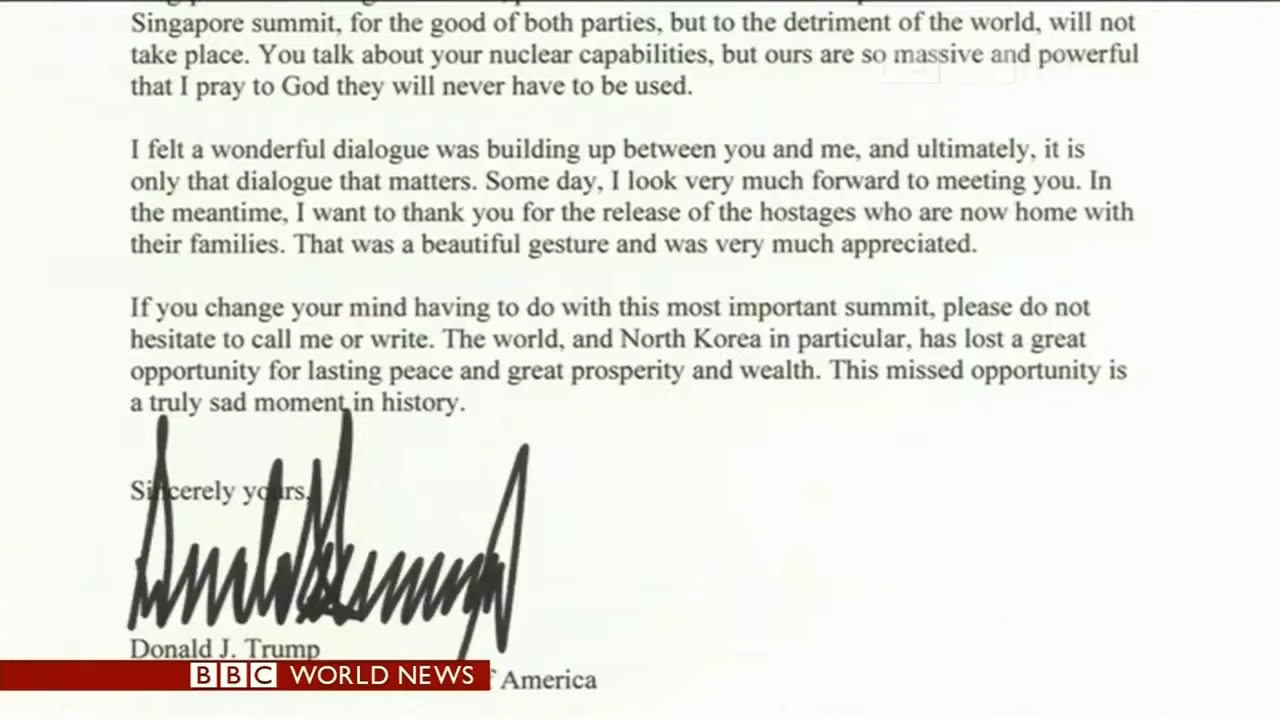 Singapore summit, for the good of both parties, but to the detriment of the world, will not
take place. You talk about your nuclear capabilities, but ours are so massive and powerful
that I pray to God they will never have to be used.
I felt a wonderful dialogue was building up between you and me, and ultimately, it is
only that dialogue that matters. Some day, I look very much forward to meeting you. In
the meantime, I want to thank you for the release of the hostages who are now home with
their families. That was a beautiful gesture and was very much appreciated.
If you change your mind having to do with this most important summit, please do not
hesitate to call me or write. The world, and North Korea in particular, has lost a great
opportunity for lasting peace and great prosperity and wealth. This missed opportunity is
a truly sad moment in history.
Sincerely yours,
Donald J. Trump
BBC WORLD NEWS
America